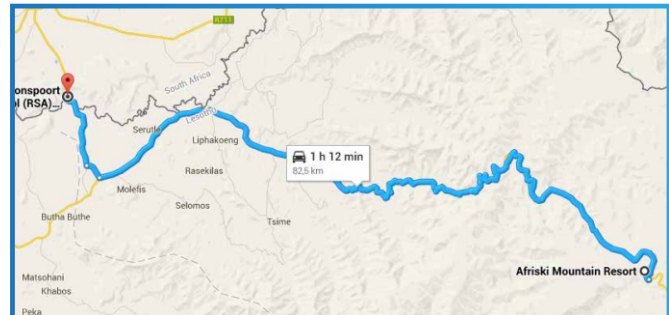 R711
onspoort
ol (RSA)...
South Africa
Lesotho
Serutle
Liphakoeng
1 h 12 min
82,5 km
Rasekilas
Molefis
Selomos
Butha Buthe
Tsime
Afriski Mountain Resort
Matsohani
Khabos
Peka